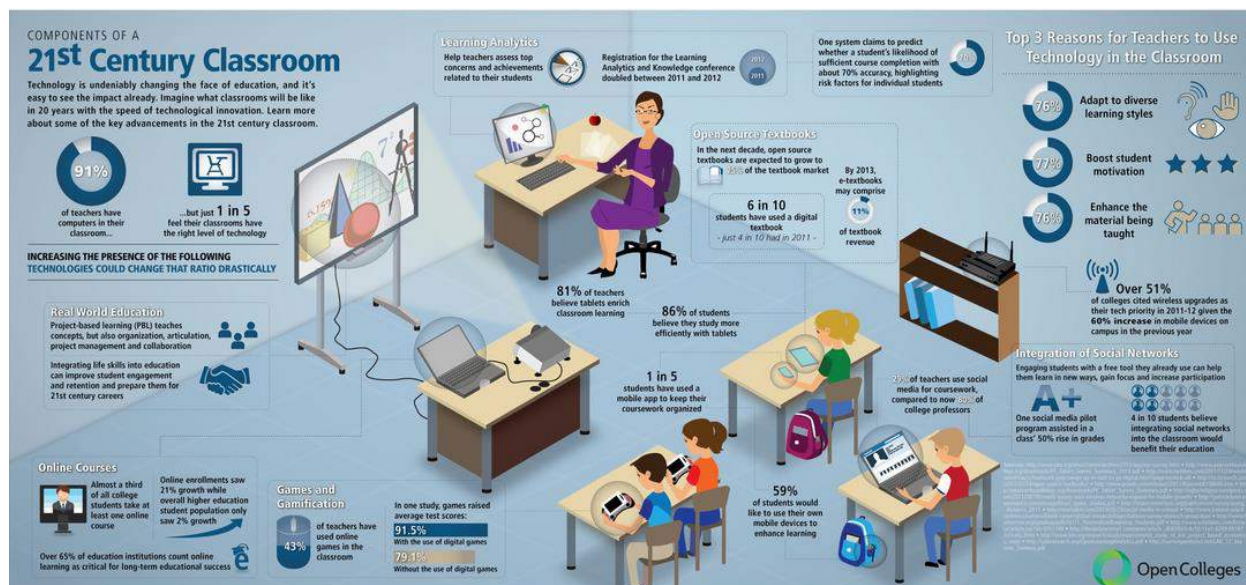 COMPONENTS OF A
21st Century Classroom
Technology is undeniably changing the face of education, and it's
easy to see the impact already. Imagine what classrooms will be like
in 20 years with the speed of technological innovation. Learn more
about some of the key advancements in the 21st century classroom.
91%
of teachers have
computers in their
classroom...
...but just 1 in 5
feel their classrooms have
the right level of technology
INCREASING THE PRESENCE OF THE FOLLOWING
TECHNOLOGIES COULD CHANGE THAT RATIO DRASTICALLY
Real World Education
Project-based learning (PBL) teaches
concepts, but also organization, articulation,
project management and collaboration
Integrating life skills into education
can improve student engagement
and retention and prepare them for
21st century careers
Online Courses
Almost a third
of all college
students take at
least one online
course
Online enrollments saw
21% growth while
overall higher education
student population only
saw 2% growth
Over 65% of education institutions count online
learning as critical for long-term educational success
Games and
Gamification
43%
of teachers have
used online
games in the
classroom
In one study, games raised
average test scores:
91.5%
With the use of digital games
79.1%
Without the use of digital games
Learning Analytics
Help teachers assess top
concerns and achievements
related to their students
Registration for the Learning
Analytics and Knowledge conference
doubled between 2011 and 2012
2012
2011
One system claims to predict
whether a student's likelihood of
sufficient course completion with
about 70% accuracy, highlighting
risk factors for individual students
70%
Open Source Textbooks
In the next decade, open source
textbooks are expected to grow to
of the textbook market
6 in 10
students have used a digital
textbook
- just 4 in 10 had in 2011 -
By 2013,
e-textbooks
may comprise
11%
of textbook
revenue
81% of teachers
believe tablets enrich
classroom learning
86% of students
believe they study more
efficiently with tablets
1 in 5
students have used a
mobile app to keep their
coursework organized
59%
of students would
like to use their own
mobile devices to
enhance learning
of teachers use social
media for coursework,
compared to now 80% of
college professors
Top 3 Reasons for Teachers to Use
Technology in the Classroom
76%
Adapt to diverse
learning styles
77%
Boost student
motivation
76%
Enhance the
material being
taught
Over 51%
of colleges cited wireless upgrades as
their tech priority in 2011-12 given the
60% increase in mobile devices on
campus in the previous year
Integration of Social Networks
Engaging students with a free tool they already use can help
them learn in new ways, gain focus and increase participation
A+
One social media pilot
program assisted in a
class' 50% rise in grades
4 in 10 students believe
integrating social networks
into the classroom would
benefit their education
Open Colleges